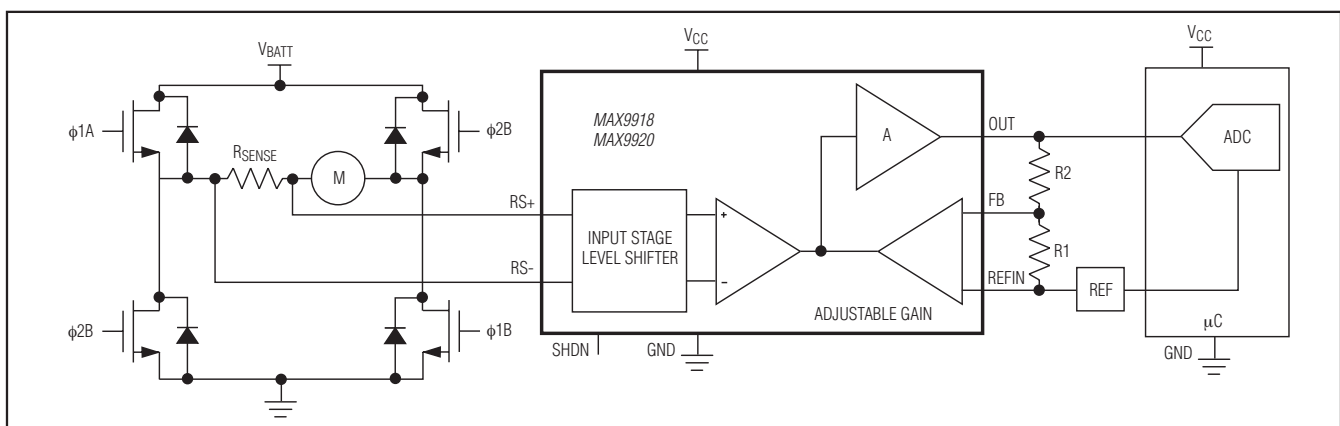 VBATT
ϕ1A
ϕ2B
RSENSE
M
ϕ2B
ϕ1B
VCC
MAX9918
MAX9920
RS+
RS-
INPUT STAGE
LEVEL SHIFTER
+
-
A
ADJUSTABLE GAIN
SHDN
GND
OUT
R2
FB
R1
REFIN
REF
VCC
ADC
µC
GND